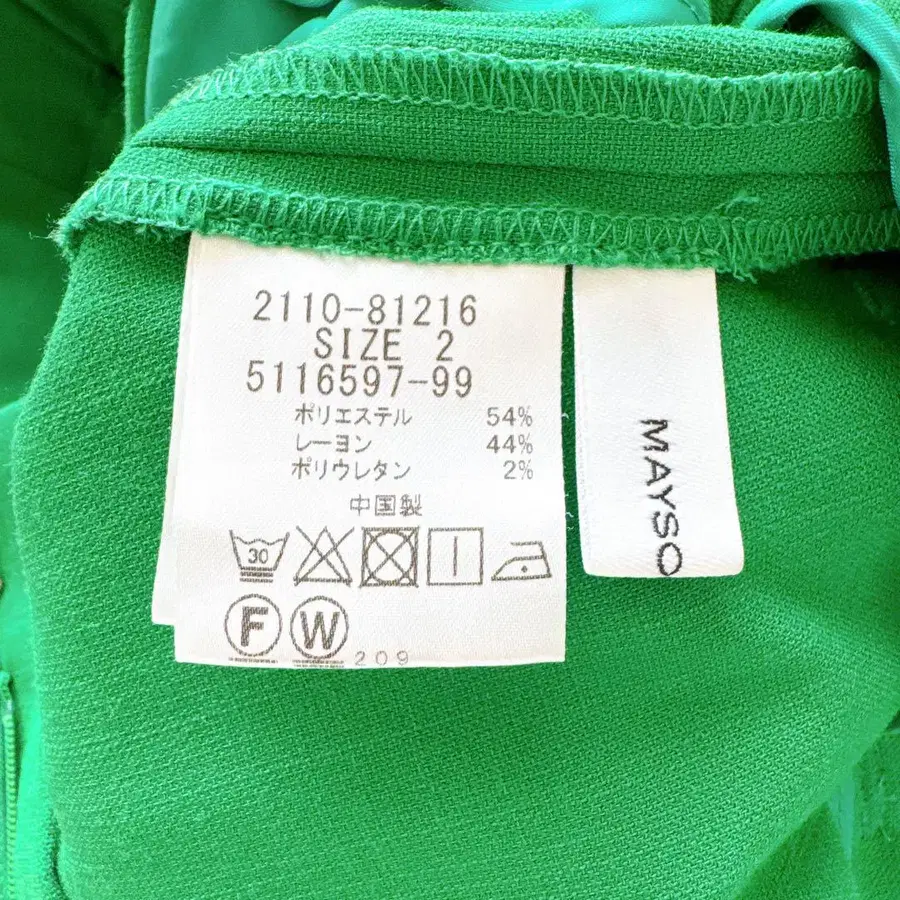 2110-81216
SIZE 2
5116597-99
ポリエステル 54%
レーヨン 44%
ポリウレタン 2%
中国製
30
F W
209
MAYSO